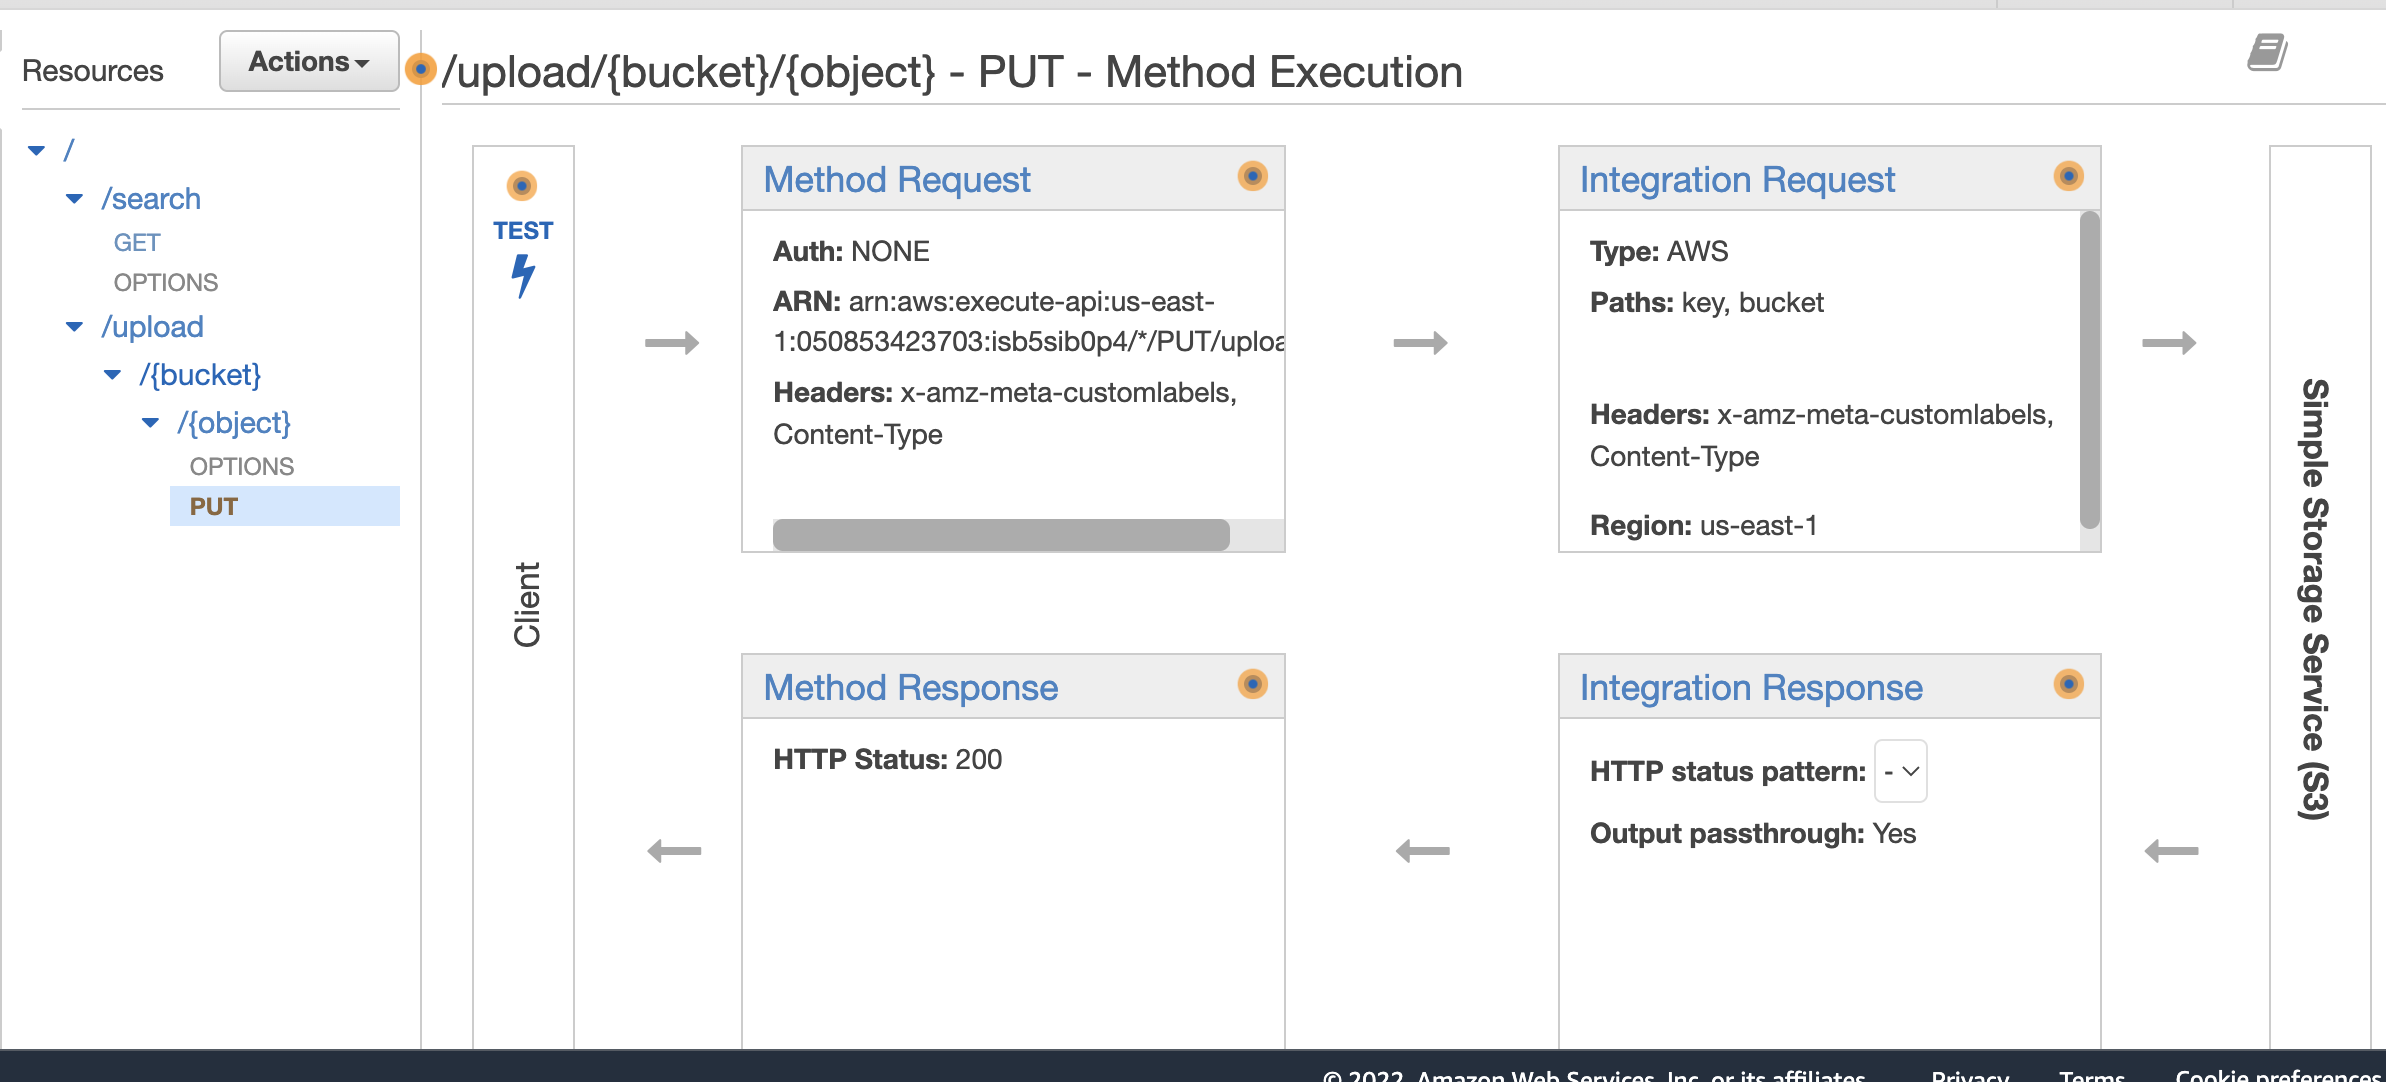 Resources
Actions
/upload/{bucket}/{object} - PUT - Method Execution
/
/search
GET
OPTIONS
/upload
/{bucket}
/{object}
OPTIONS
PUT
TEST
Client
Method Request
Auth: NONE
ARN: arn:aws:execute-api:us-east-
1:050853423703:isb5sib0p4/*/PUT/uploa
Headers: x-amz-meta-customlabels,
Content-Type
Integration Request
Type: AWS
Paths: key, bucket
Headers: x-amz-meta-customlabels,
Content-Type
Region: us-east-1
Simple Storage Service (S3)
Method Response
HTTP Status: 200
Integration Response
HTTP status pattern: -
Output passthrough: Yes
© 2022, Amazon Web Services, Inc. or its affiliates. Privacy Terms Cookie preferences